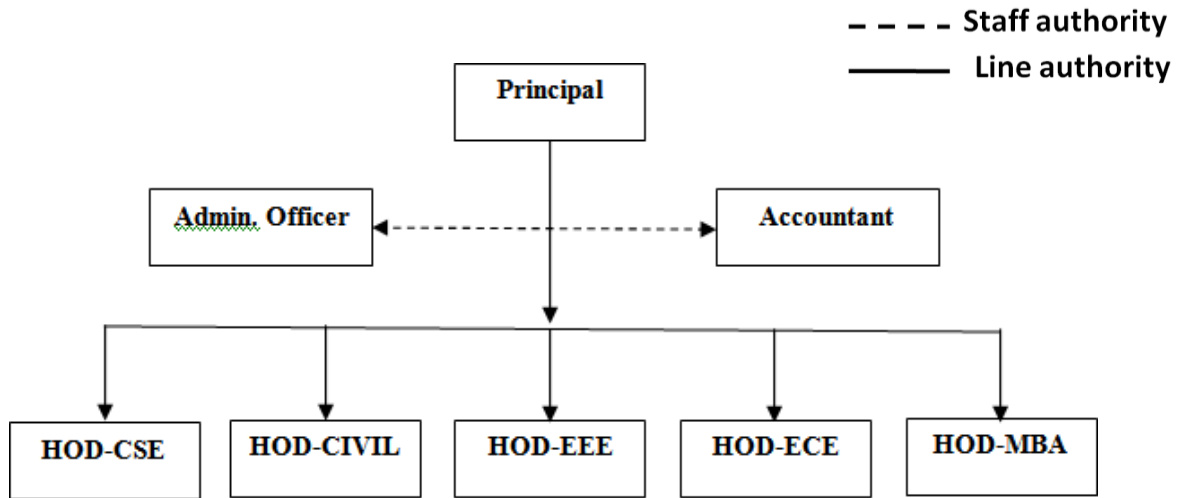 Staff authority
Line authority
Principal
Admin. Officer
Accountant
HOD-CSE
HOD-CIVIL
HOD-EEE
HOD-ECE
HOD-MBA